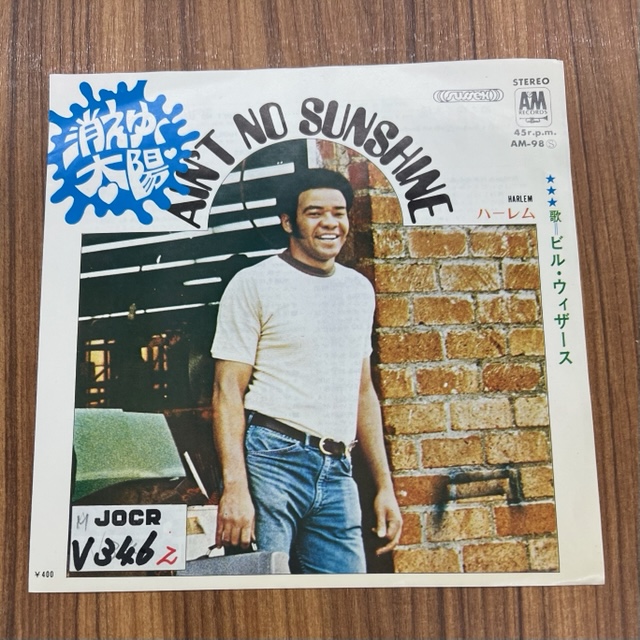 消えゆく
太陽
AIN'T NO SUNSHINE
STEREO
A&M
RECORDS
45r.p.m.
AM-98 Ⓢ
HARLEM
ハーレム
★★★歌=ビル・ウィザース
M JOCR
V346 Z
¥400